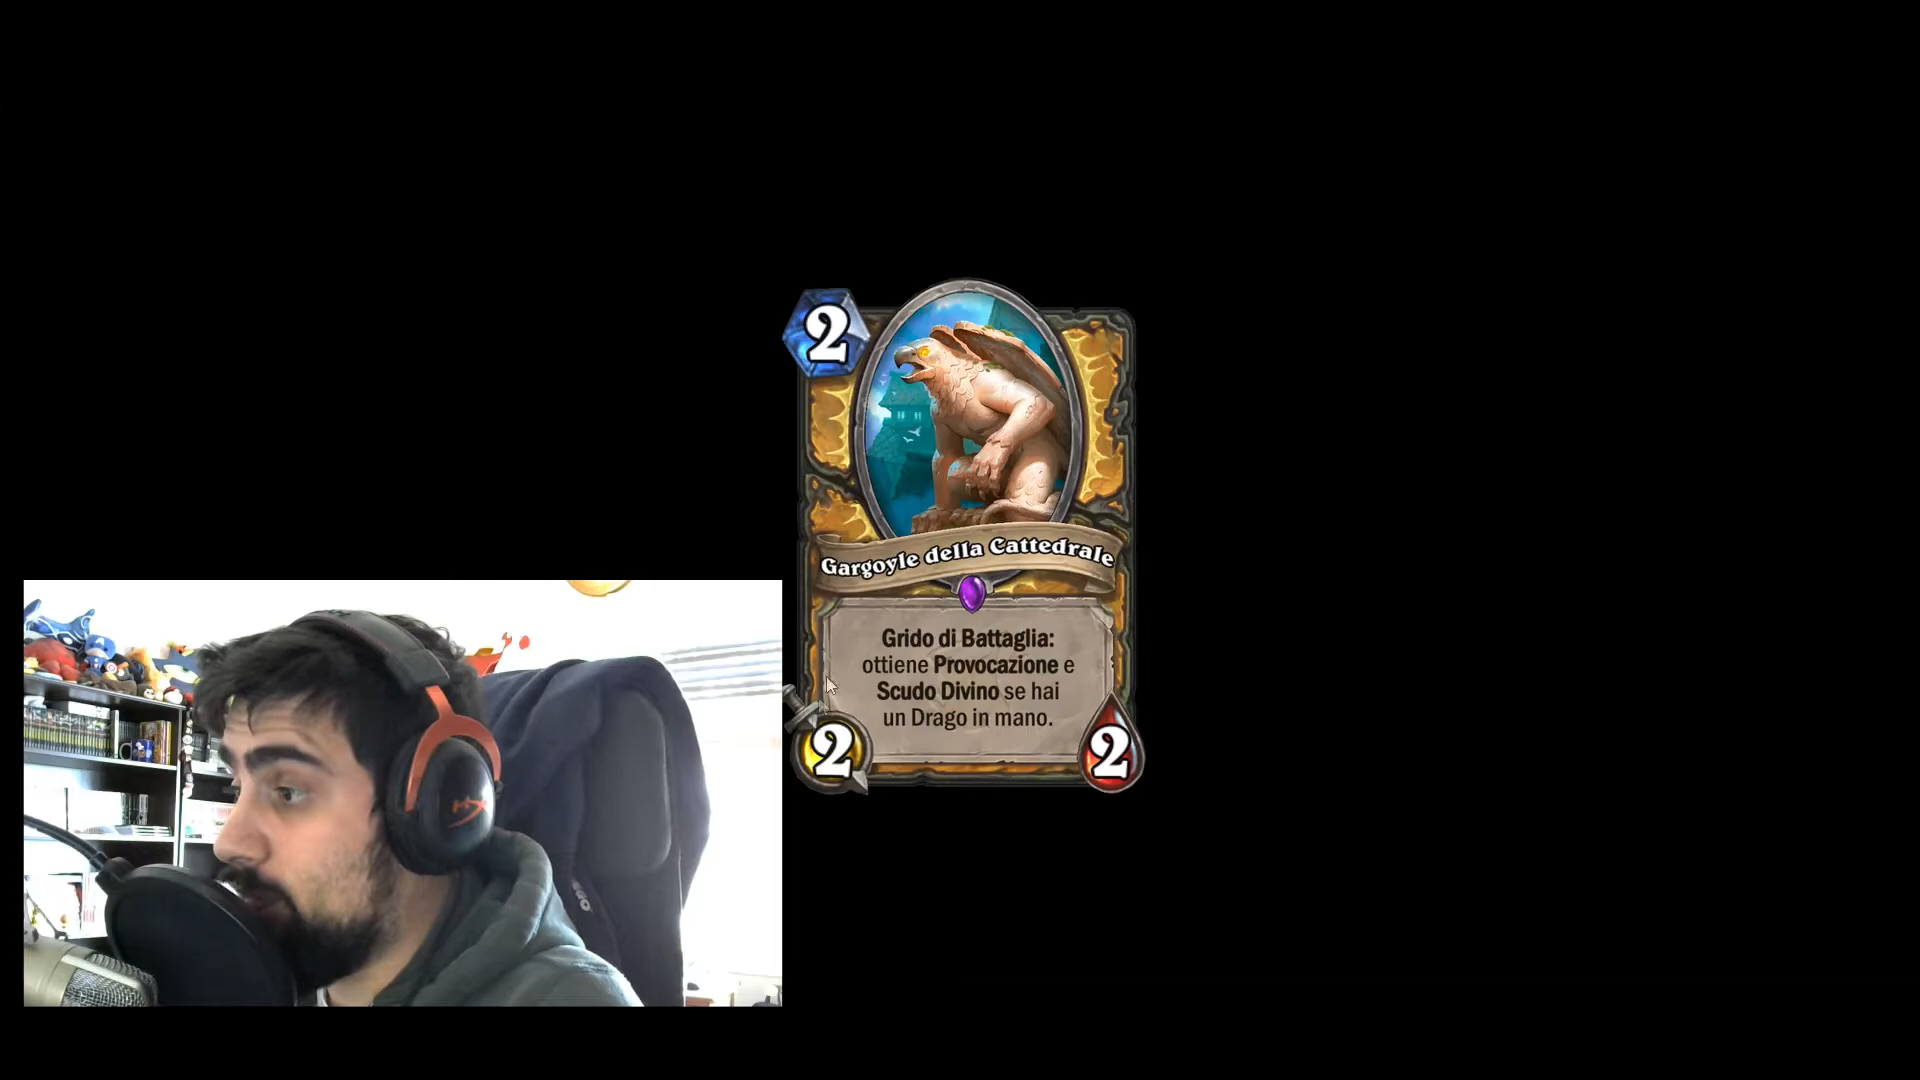 2
Gargoyle della Cattedrale
Grido di Battaglia:
ottiene Provocazione e
Scudo Divino se hai
un Drago in mano.
2
2
HX